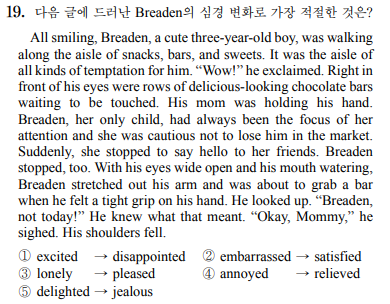 19. 다음 글에 드러난 Breaden의 심경 변화로 가장 적절한 것은?
All smiling, Breaden, a cute three-year-old boy, was walking
along the aisle of snacks, bars, and sweets. It was the aisle of
all kinds of temptation for him. “Wow!” he exclaimed. Right in
front of his eyes were rows of delicious-looking chocolate bars
waiting to be touched. His mom was holding his hand.
Breaden, her only child, had always been the focus of her
attention and she was cautious not to lose him in the market.
Suddenly, she stopped to say hello to her friends. Breaden
stopped, too. With his eyes wide open and his mouth watering,
Breaden stretched out his arm and was about to grab a bar
when he felt a tight grip on his hand. He looked up. “Breaden,
not today!” He knew what that meant. “Okay, Mommy,” he
sighed. His shoulders fell.
① excited → disappointed ② embarrassed → satisfied
③ lonely → pleased ④ annoyed → relieved
⑤ delighted → jealous